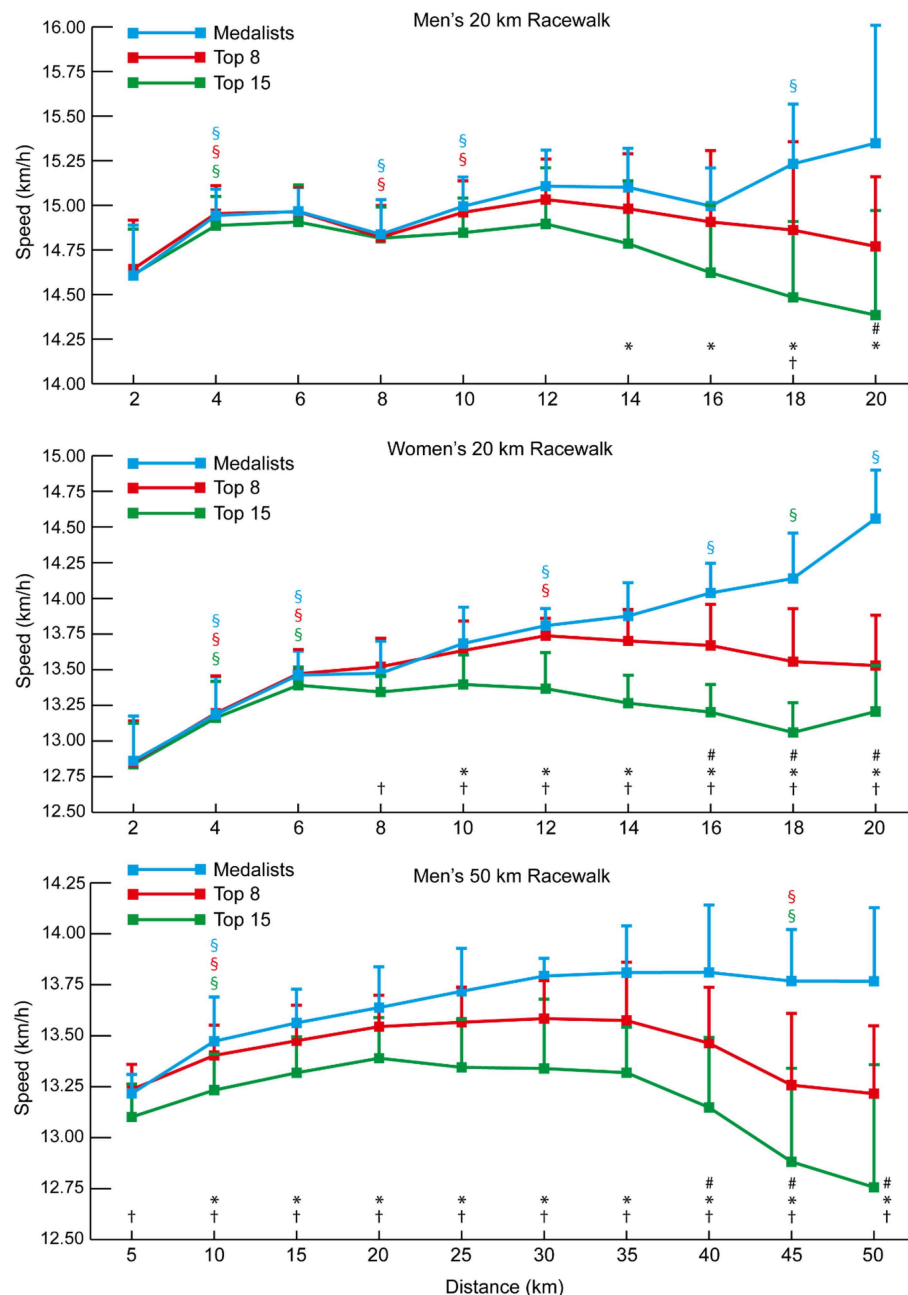 Men's 20 km Racewalk
Medalists
Top 8
Top 15
Speed (km/h)
16.00
15.75
15.50
15.25
15.00
14.75
14.50
14.25
14.00
§ § §
§ § §
§
#
* * * *
†
2 4 6 8 10 12 14 16 18 20
Women's 20 km Racewalk
Medalists
Top 8
Top 15
Speed (km/h)
15.00
14.75
14.50
14.25
14.00
13.75
13.50
13.25
13.00
12.75
12.50
§
§
§ §
§ § §
§ §
§
# # #
* * * * * *
† † † † † † †
2 4 6 8 10 12 14 16 18 20
Men's 50 km Racewalk
Medalists
Top 8
Top 15
Speed (km/h)
14.25
14.00
13.75
13.50
13.25
13.00
12.75
12.50
§ §
§ §
§
# # #
* * * * * * * * *
† † † † † † † † † †
5 10 15 20 25 30 35 40 45 50
Distance (km)